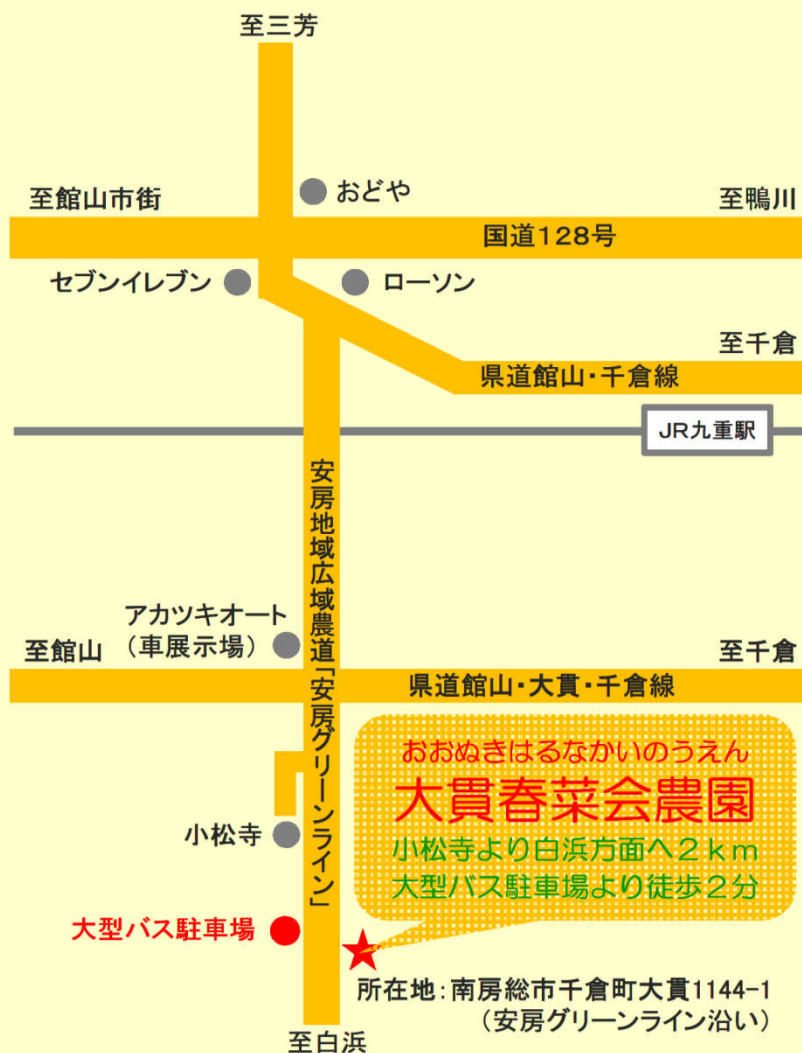 至三芳
おどや
至館山市街
至鴨川
国道128号
セブンイレブン
ローソン
至千倉
県道館山・千倉線
JR九重駅
安房地域広域農道「安房グリーンライン」
アカツキオート
（車展示場）
至館山
至千倉
県道館山・大貫・千倉線
おおぬきはるなかいのうえん
大貫春菜会農園
小松寺より白浜方面へ2km
大型バス駐車場より徒歩2分
小松寺
大型バス駐車場
所在地：南房総市千倉町大貫1144-1
（安房グリーンライン沿い）
至白浜